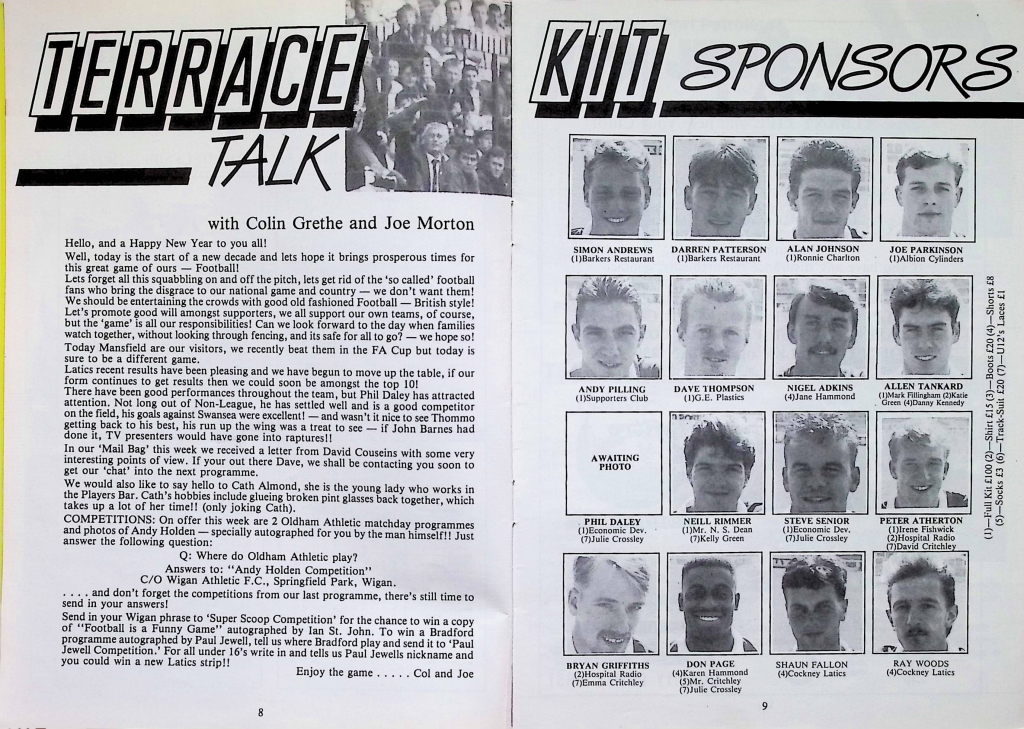 TERRACE
TALK
with Colin Grethe and Joe Morton
Hello, and a Happy New Year to you all!
Well, today is the start of a new decade and lets hope it brings prosperous times for
this great game of ours — Football!
Lets forget all this squabbling on and off the pitch, lets get rid of the 'so called' football
fans who bring the disgrace to our national game and country — we don't want them!
We should be entertaining the crowds with good old fashioned Football — British style!
Let's promote good will amongst supporters, we all support our own teams, of course,
but the 'game' is all our responsibilities! Can we look forward to the day when families
watch together, without looking through fencing, and its safe for all to go? — we hope so!
Today Mansfield are our visitors, we recently beat them in the FA Cup but today is
sure to be a different game.
Latics recent results have been pleasing and we have begun to move up the table, if our
form continues to get results then we could soon be amongst the top 10!
There have been good performances throughout the team, but Phil Daley has attracted
attention. Not long out of Non-League, he has settled well and is a good competitor
on the field, his goals against Swansea were excellent! — and wasn't it nice to see Thommo
getting back to his best, his run up the wing was a treat to see — if John Barnes had
done it, TV presenters would have gone into raptures!!
In our 'Mail Bag' this week we received a letter from David Couseins with some very
interesting points of view. If your out there Dave, we shall be contacting you soon to
get our 'chat' into the next programme.
We would also like to say hello to Cath Almond, she is the young lady who works in
the Players Bar. Cath's hobbies include glueing broken pint glasses back together, which
takes up a lot of her time!! (only joking Cath).
COMPETITIONS: On offer this week are 2 Oldham Athletic matchday programmes
and photos of Andy Holden — specially autographed for you by the man himself!! Just
answer the following question:
Q: Where do Oldham Athletic play?
Answers to: "Andy Holden Competition"
C/O Wigan Athletic F.C., Springfield Park, Wigan.
. . . . and don't forget the competitions from our last programme, there's still time to
send in your answers!
Send in your Wigan phrase to 'Super Scoop Competition' for the chance to win a copy
of "Football is a Funny Game" autographed by Ian St. John. To win a Bradford
programme autographed by Paul Jewell, tell us where Bradford play and send it to 'Paul
Jewell Competition.' For all under 16's write in and tells us Paul Jewells nickname and
you could win a new Latics strip!!
Enjoy the game . . . . . Col and Joe
8
KIT SPONSORS
SIMON ANDREWS
(1)Barkers Restaurant
DARREN PATTERSON
(1)Barkers Restaurant
ALAN JOHNSON
(1)Ronnie Charlton
JOE PARKINSON
(1)Albion Cylinders
ANDY PILLING
(1)Supporters Club
DAVE THOMPSON
(1)G.E. Plastics
NIGEL ADKINS
(4)Jane Hammond
ALLEN TANKARD
(1)Mark Fillingham (2)Katie
Green (4)Danny Kennedy
AWAITING
PHOTO
PHIL DALEY
(1)Economic Dev.
(7)Julie Crossley
NEILL RIMMER
(1)Mr. N. S. Dean
(7)Kelly Green
STEVE SENIOR
(1)Economic Dev.
(7)Julie Crossley
PETER ATHERTON
(1)Irene Fishwick
(2)Hospital Radio
(7)David Critchley
BRYAN GRIFFITHS
(2)Hospital Radio
(7)Emma Critchley
DON PAGE
(4)Karen Hammond
(5)Mr. Critchley
(7)Julie Crossley
SHAUN FALLON
(4)Cockney Latics
RAY WOODS
(4)Cockney Latics
(1)—Full Kit £100 (2)—Shirt £15 (3)—Boots £20 (4)—Shorts £8
(5)—Socks £3 (6)—Track-Suit £20 (7)—U12's Laces £1
9